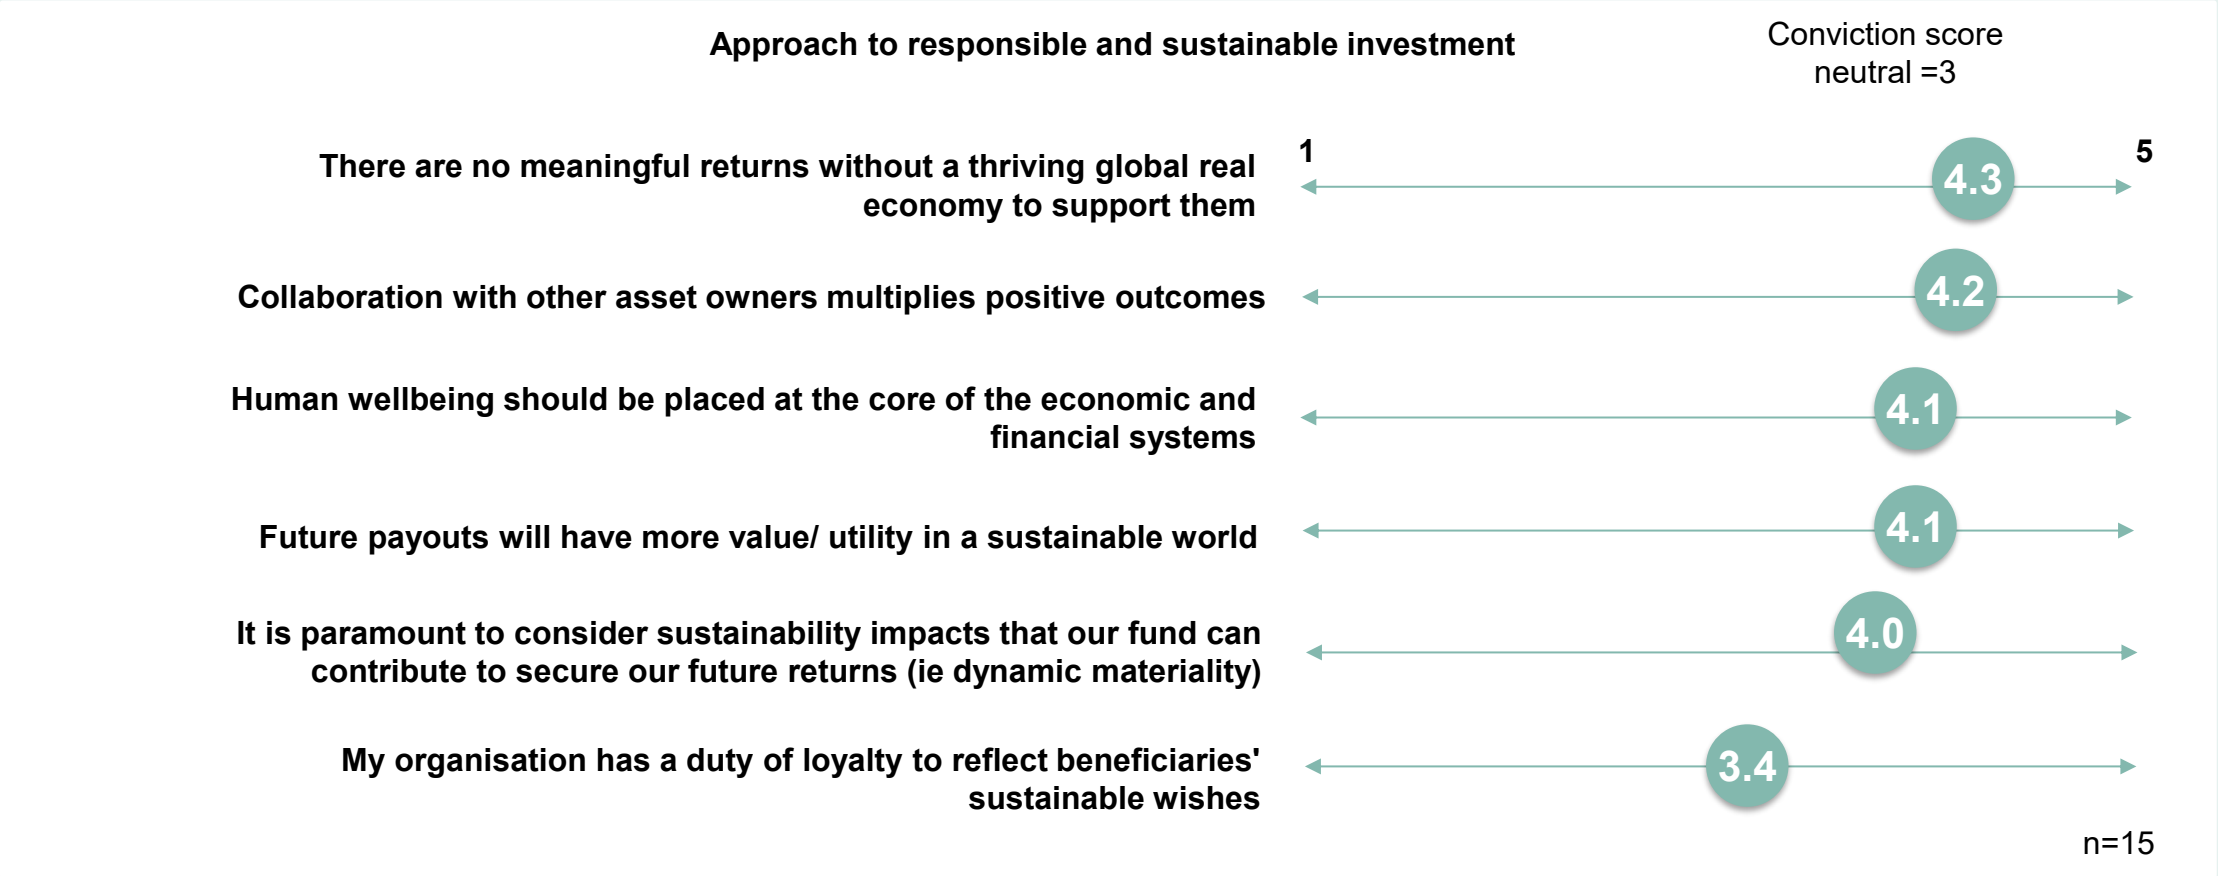 Approach to responsible and sustainable investment
Conviction score
neutral =3
1
5
There are no meaningful returns without a thriving global real
economy to support them
4.3
Collaboration with other asset owners multiplies positive outcomes
4.2
Human wellbeing should be placed at the core of the economic and
financial systems
4.1
Future payouts will have more value/ utility in a sustainable world
4.1
It is paramount to consider sustainability impacts that our fund can
contribute to secure our future returns (ie dynamic materiality)
4.0
My organisation has a duty of loyalty to reflect beneficiaries'
sustainable wishes
3.4
n=15